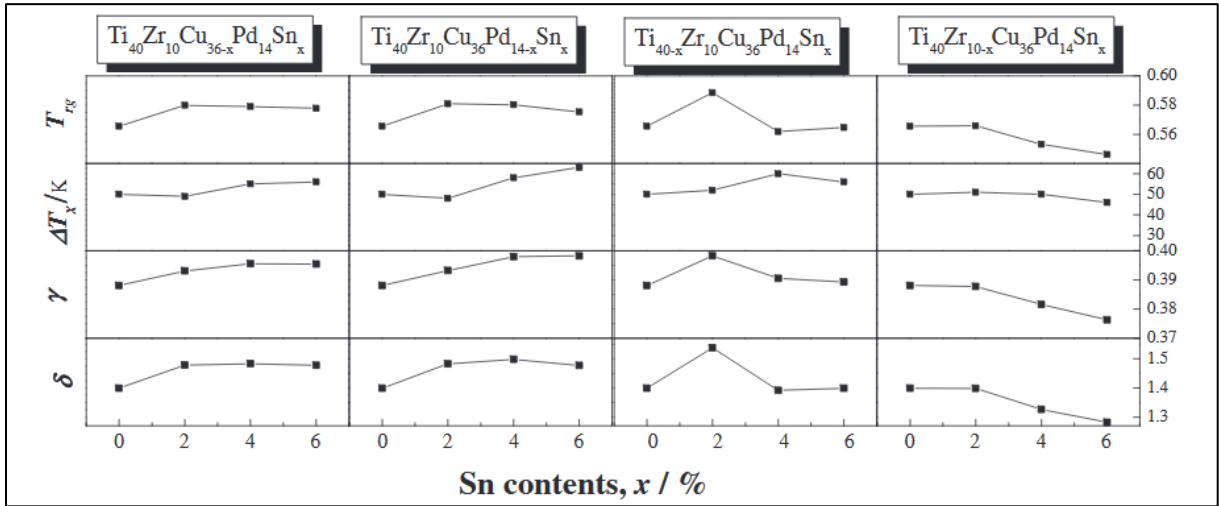 Ti₄₀Zr₁₀Cu₃₆₋ₓPd₁₄Snₓ
Ti₄₀Zr₁₀Cu₃₆Pd₁₄₋ₓSnₓ
Ti₄₀₋ₓZr₁₀Cu₃₆Pd₁₄Snₓ
Ti₄₀Zr₁₀₋ₓCu₃₆Pd₁₄Snₓ
T_rg
0.60
0.58
0.56
ΔTₓ/K
60
50
40
30
γ
0.40
0.39
0.38
0.37
δ
1.5
1.4
1.3
0 2 4 6 0 2 4 6 0 2 4 6 0 2 4 6
Sn contents, x / %